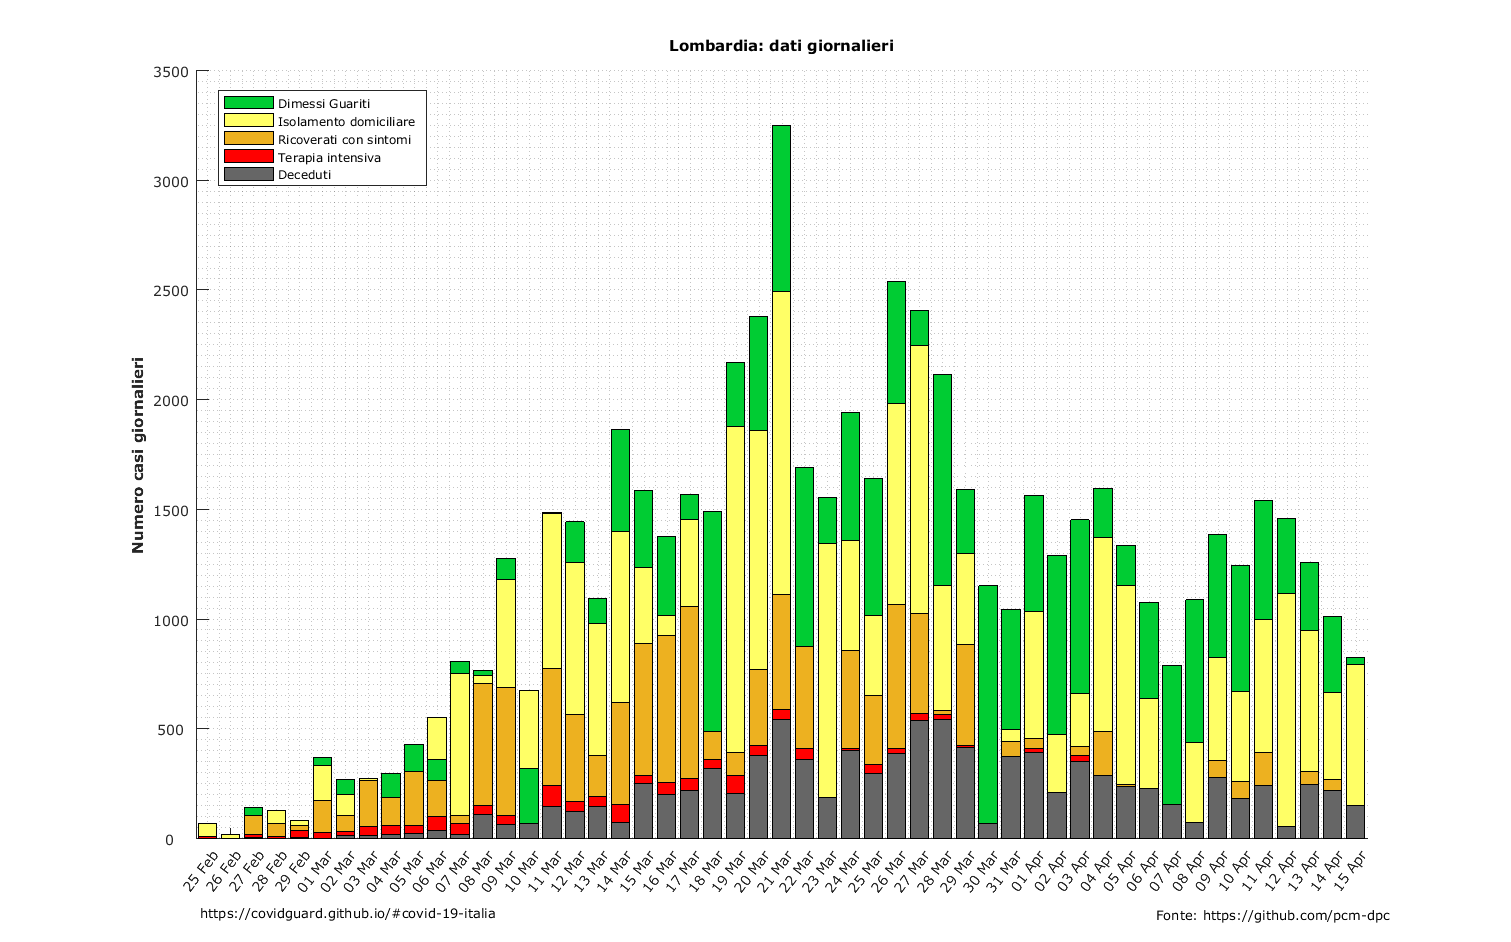 Lombardia: dati giornalieri
3500
3000
2500
2000
1500
1000
500
0
Numero casi giornalieri
Dimessi Guariti
Isolamento domiciliare
Ricoverati con sintomi
Terapia intensiva
Deceduti
25 Feb
26 Feb
27 Feb
28 Feb
29 Feb
01 Mar
02 Mar
03 Mar
04 Mar
05 Mar
06 Mar
07 Mar
08 Mar
09 Mar
10 Mar
11 Mar
12 Mar
13 Mar
14 Mar
15 Mar
16 Mar
17 Mar
18 Mar
19 Mar
20 Mar
21 Mar
22 Mar
23 Mar
24 Mar
25 Mar
26 Mar
27 Mar
28 Mar
29 Mar
30 Mar
31 Mar
01 Apr
02 Apr
03 Apr
04 Apr
05 Apr
06 Apr
07 Apr
08 Apr
09 Apr
10 Apr
11 Apr
12 Apr
13 Apr
14 Apr
15 Apr
https://covidguard.github.io/#covid-19-italia
Fonte: https://github.com/pcm-dpc